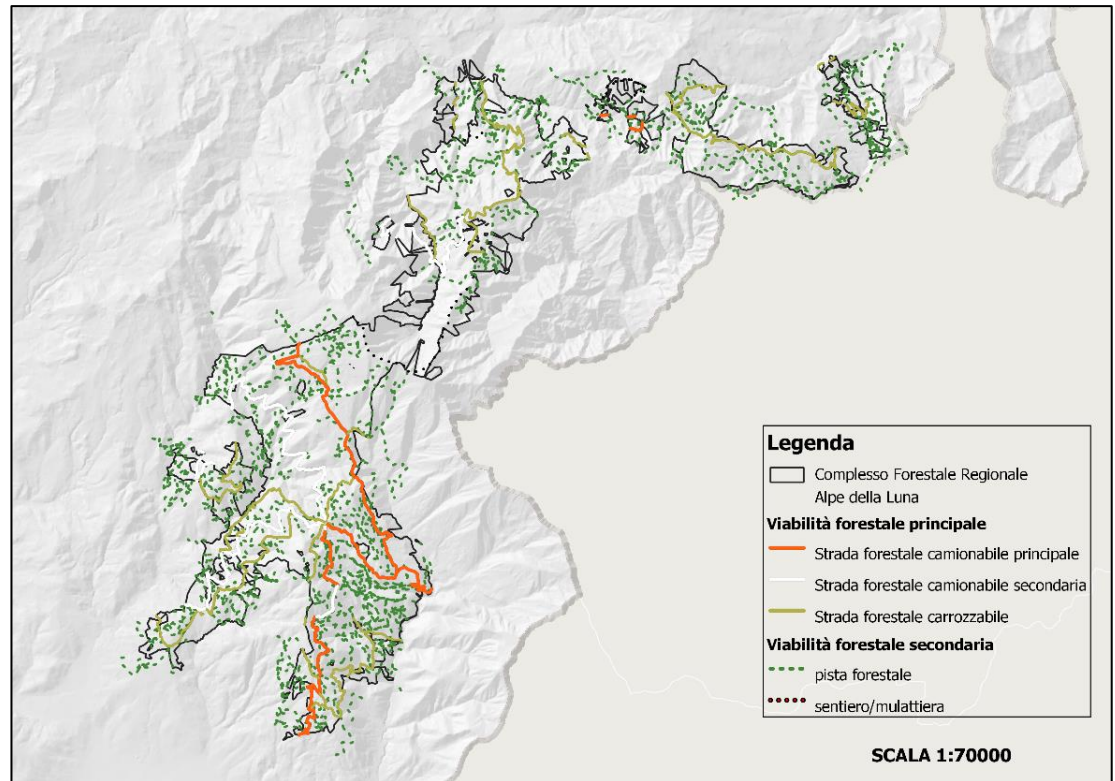 Legenda
Complesso Forestale Regionale
Alpe della Luna
Viabilità forestale principale
Strada forestale camionabile principale
Strada forestale camionabile secondaria
Strada forestale carrozzabile
Viabilità forestale secondaria
pista forestale
sentiero/mulattiera
SCALA 1:70000